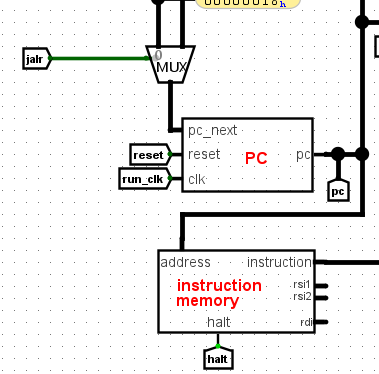 jalr
0
MUX
pc_next
reset
reset
PC
pc
run_clk
clk
pc
address
instruction
instruction
memory
rsi1
rsi2
halt
rdi
halt